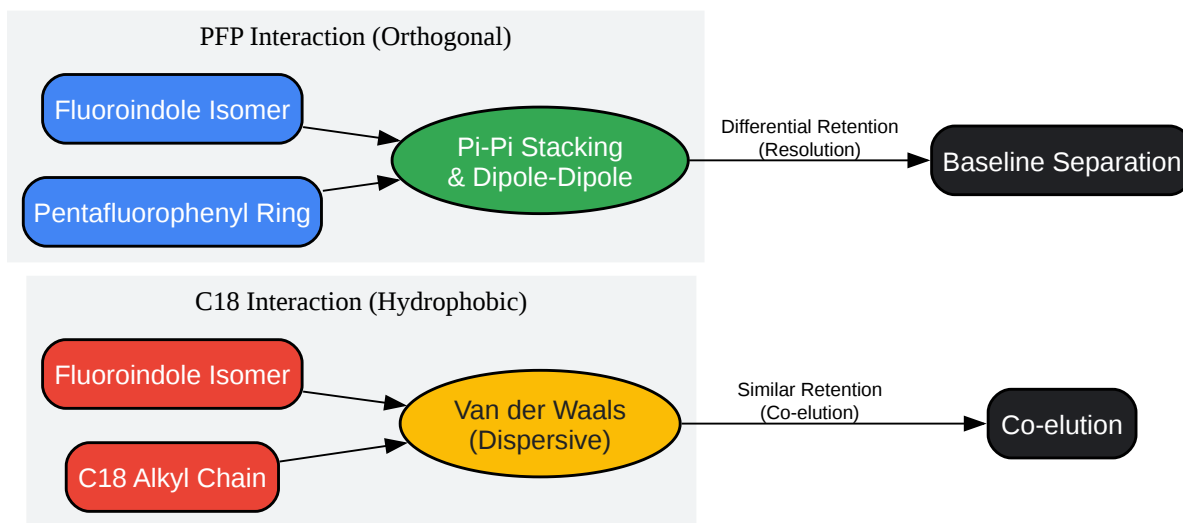 PFP Interaction (Orthogonal)
Fluoroindole Isomer
Pentafluorophenyl Ring
Pi-Pi Stacking
& Dipole-Dipole
Differential Retention
(Resolution)
Baseline Separation
C18 Interaction (Hydrophobic)
Fluoroindole Isomer
C18 Alkyl Chain
Van der Waals
(Dispersive)
Similar Retention
(Co-elution)
Co-elution